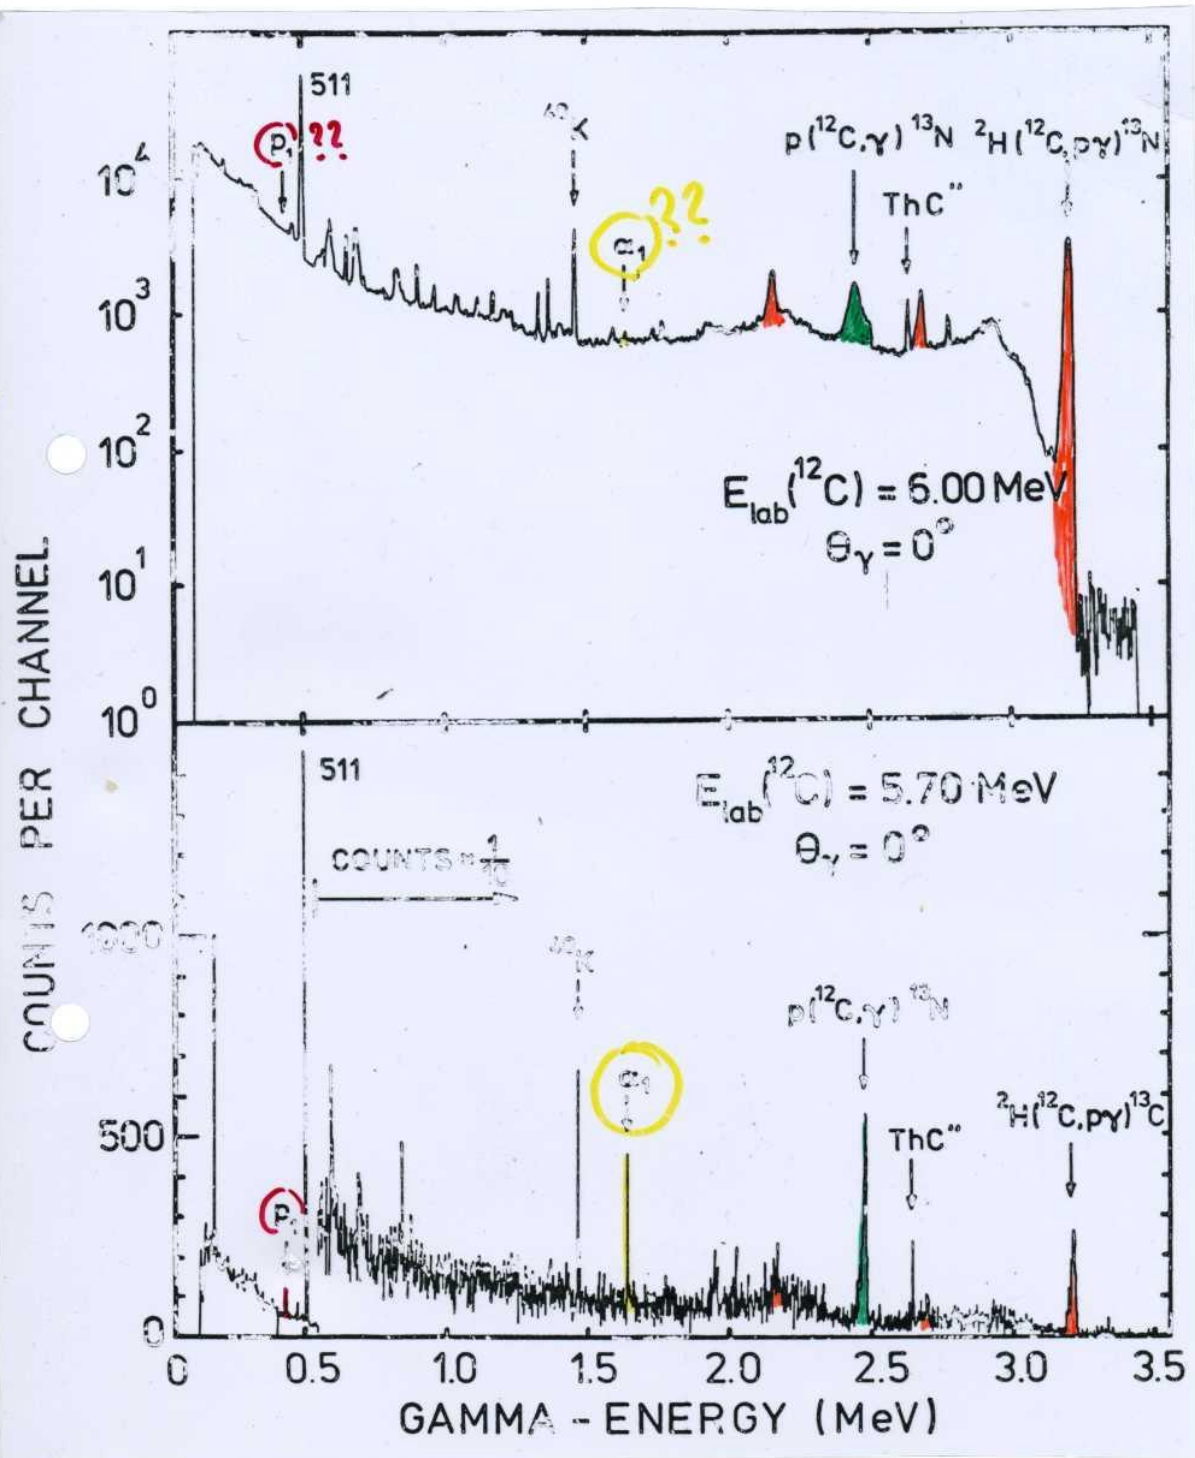 511
p₁ ??
⁴⁰K
α₁ ??
p(¹²C,γ)¹³N
²H(¹²C,pγ)¹³N
ThC"
10⁴
10³
10²
10¹
10⁰
E_lab(¹²C) = 6.00 MeV
θ_γ = 0°
COUNTS PER CHANNEL
511
E_lab(¹²C) = 5.70 MeV
θ_γ = 0°
1000
⁴⁰K
p(¹²C,γ)¹³N
α₁
²H(¹²C,pγ)¹³C
ThC"
500
p
0
0 0.5 1.0 1.5 2.0 2.5 3.0 3.5
GAMMA - ENERGY (MeV)